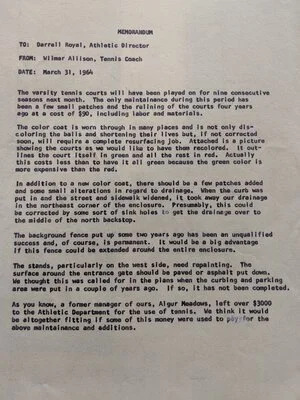 MEMORANDUM
TO: Darrell Royal, Athletic Director
FROM: Wilmer Allison, Tennis Coach
DATE: March 31, 1964
The varsity tennis courts will have been played on for nine consecutive
seasons next month. The only maintenance during this period has
been a few small patches and the relining of the courts four years
ago at a cost of $90, including labor and materials.
The color coat is worn through in many places and is not only dis-
coloring the balls and shortening their lives but, if not corrected
soon, will require a complete resurfacing job. Attached is a picture
showing the courts as we would like to have them recolored. It out-
lines the court itself in green and all the rest in red. Actually
this costs less than to have it all green because the green color is
more expensive than the red.
In addition to a new color coat, there should be a few patches added
and some small alterations in regard to drainage. When the curb was
put in and the street and sidewalk widened, it took away our drainage
in the northeast corner of the enclosure. Presumably, this could
be corrected by some sort of sink holes to get the drainage over to
the middle of the north backstop.
The background fence put up some two years ago has been an unqualified
success and, of course, is permanent. It would be a big advantage
if this fence could be extended around the entire enclosure.
The stands, particularly on the west side, need repainting. The
surface around the entrance gate should be paved or asphalt put down.
We thought this was called for in the plans when the curbing and parking
area were put in a couple of years ago. If so, it has not been completed.
As you know, a former manager of ours, Algur Meadows, left over $3000
to the Athletic Department for the use of tennis. We think it would
be altogether fitting if some of this money were used to pay for the
above maintainance and additions.